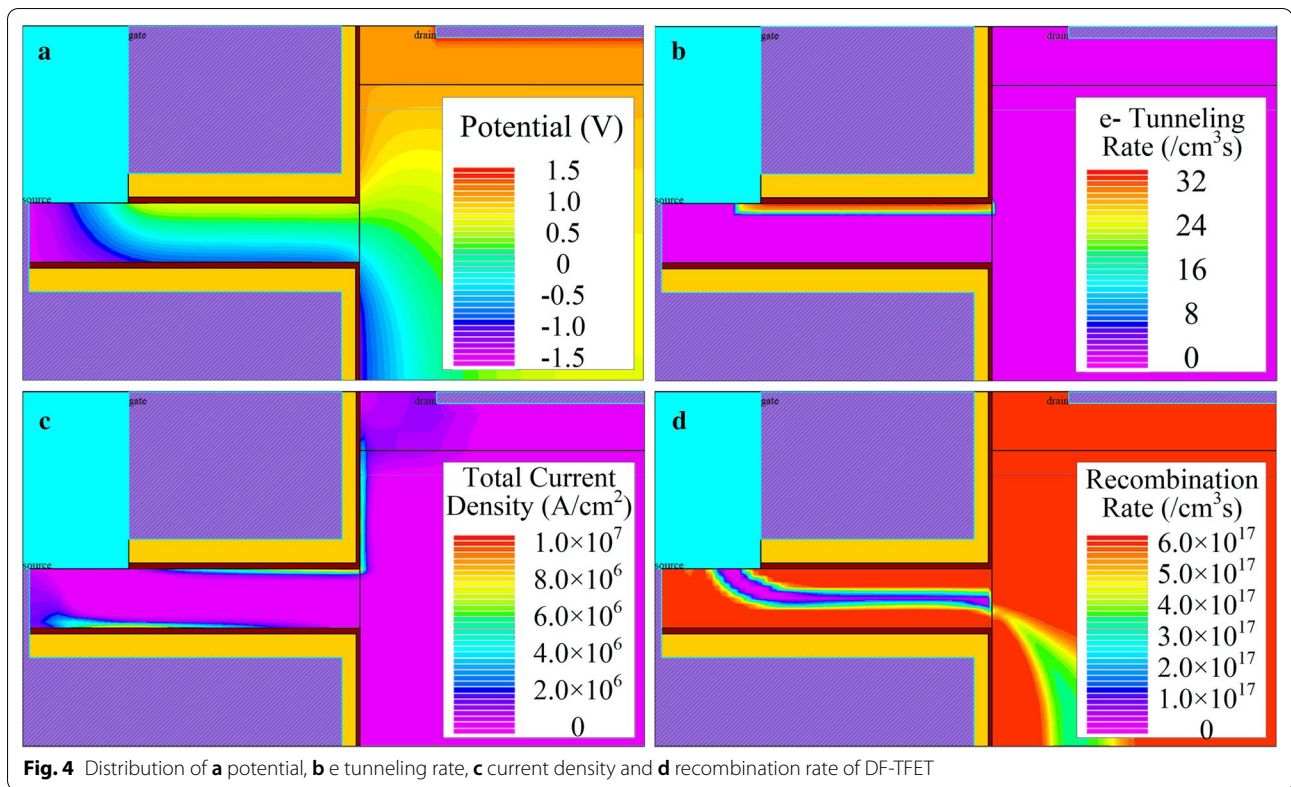 a
gate
drain
source
Potential (V)
1.5
1.0
0.5
0
-0.5
-1.0
-1.5
b
gate
drain
source
e- Tunneling
Rate (/cm³s)
32
24
16
8
0
c
gate
drain
source
Total Current
Density (A/cm²)
1.0×10⁷
8.0×10⁶
6.0×10⁶
4.0×10⁶
2.0×10⁶
0
d
gate
drain
source
Recombination
Rate (/cm³s)
6.0×10¹⁷
5.0×10¹⁷
4.0×10¹⁷
3.0×10¹⁷
2.0×10¹⁷
1.0×10¹⁷
0
Fig. 4 Distribution of a potential, b e tunneling rate, c current density and d recombination rate of DF-TFET